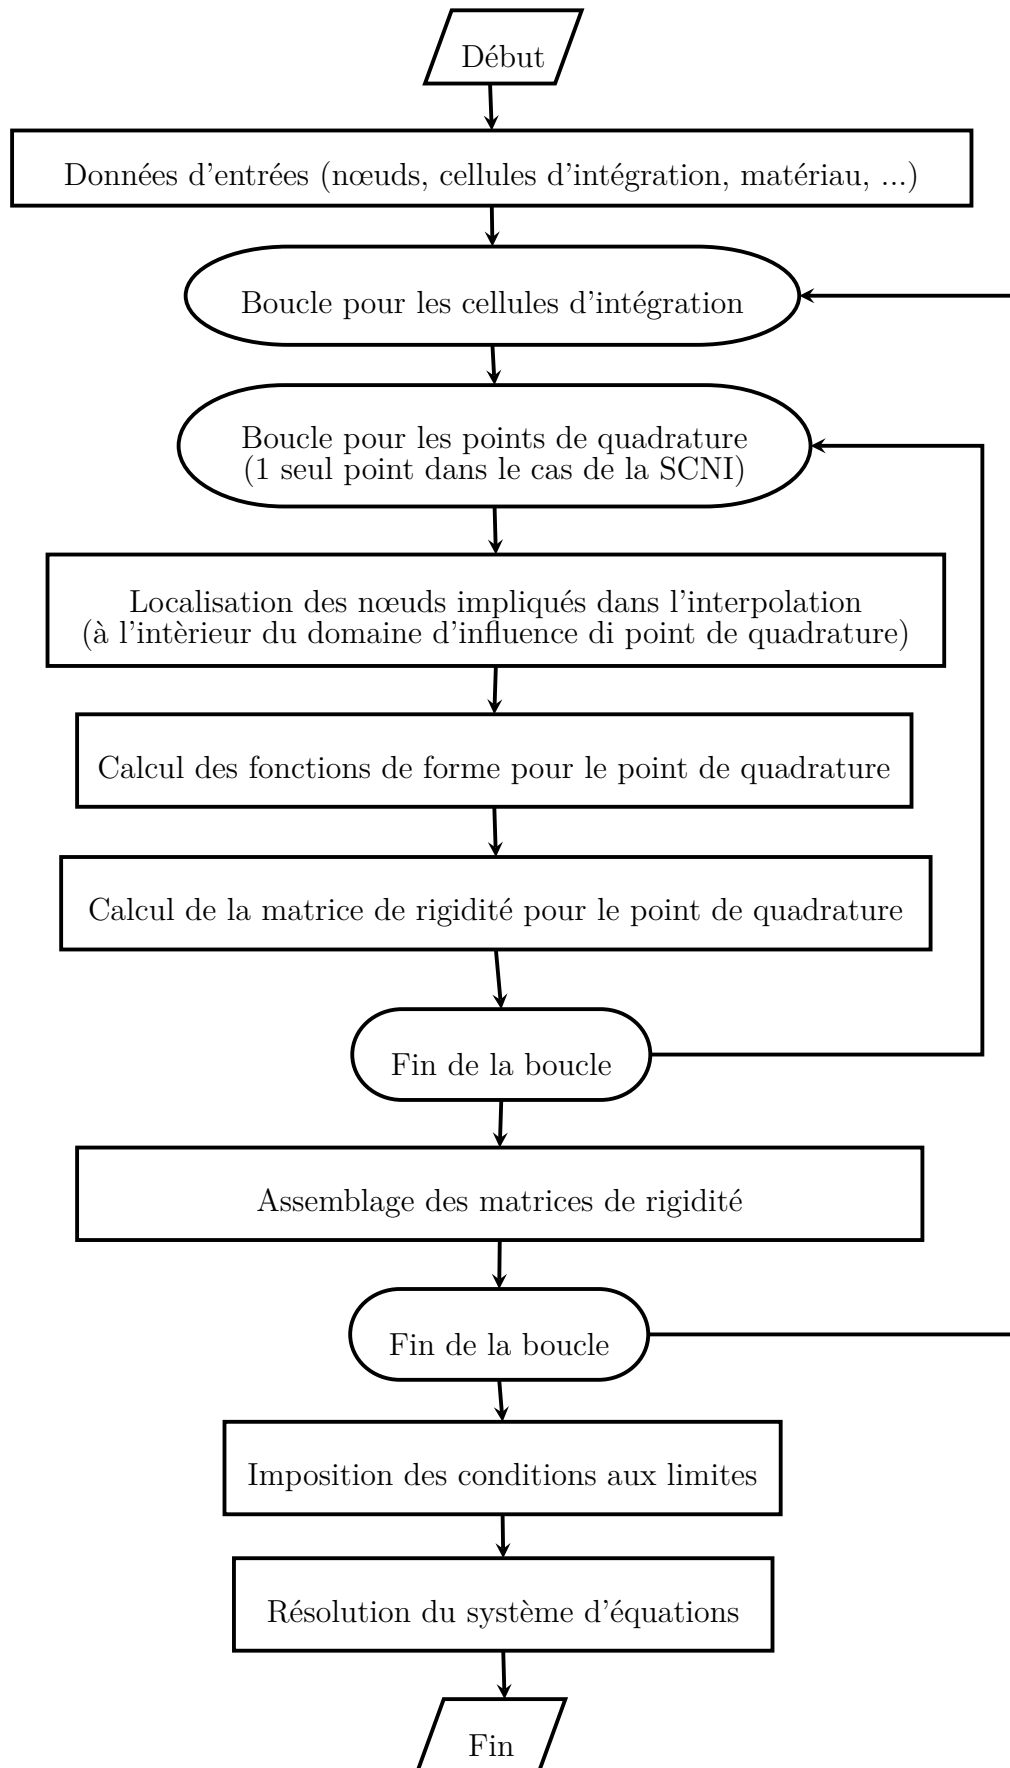 Début
Données d'entrées (nœuds, cellules d'intégration, matériau, ...)
Boucle pour les cellules d'intégration
Boucle pour les points de quadrature
(1 seul point dans le cas de la SCNI)
Localisation des nœuds impliqués dans l'interpolation
(à l'intèrieur du domaine d'influence di point de quadrature)
Calcul des fonctions de forme pour le point de quadrature
Calcul de la matrice de rigidité pour le point de quadrature
Fin de la boucle
Assemblage des matrices de rigidité
Fin de la boucle
Imposition des conditions aux limites
Résolution du système d'équations
Fin